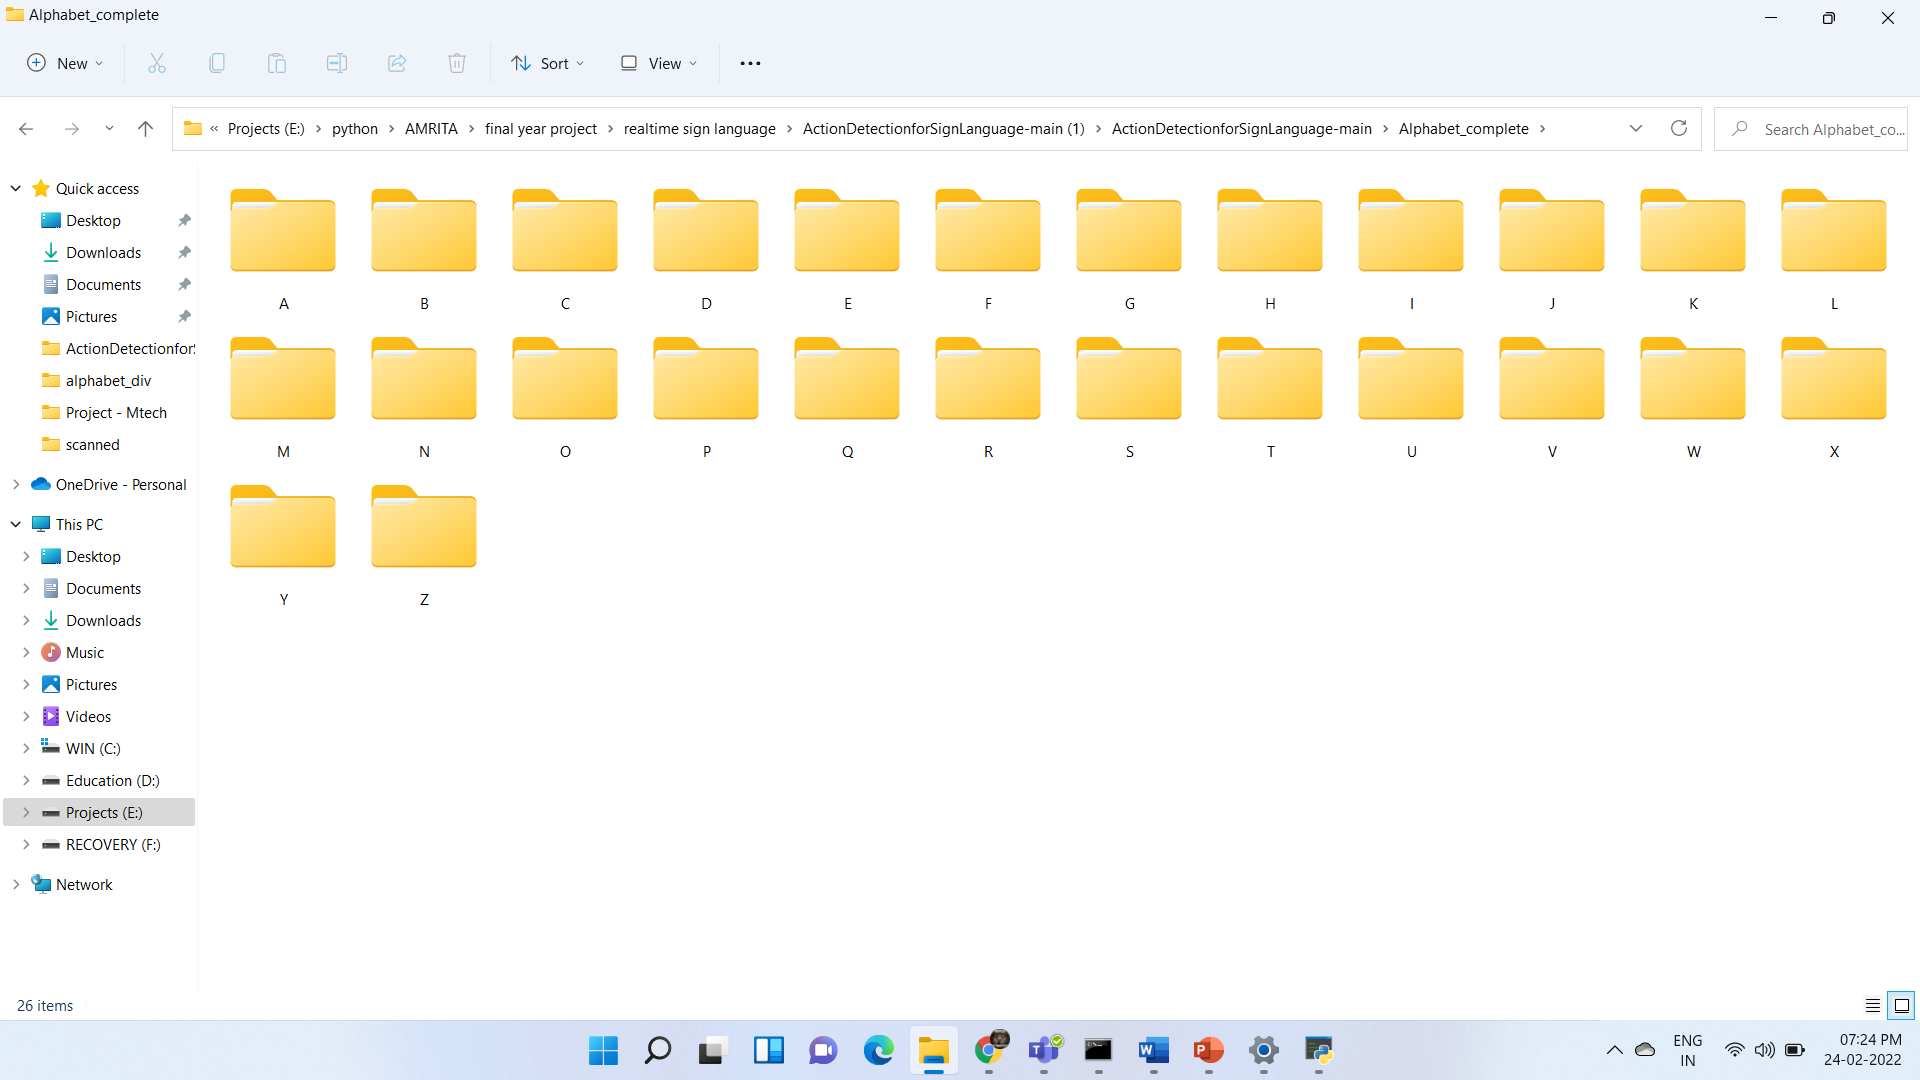 Alphabet_complete
New
Sort
View
« Projects (E:) > python > AMRITA > final year project > realtime sign language > ActionDetectionforSignLanguage-main (1) > ActionDetectionforSignLanguage-main > Alphabet_complete >
Search Alphabet_co...
Quick access
Desktop
Downloads
Documents
Pictures
ActionDetectionfor
alphabet_div
Project - Mtech
scanned
OneDrive - Personal
This PC
Desktop
Documents
Downloads
Music
Pictures
Videos
WIN (C:)
Education (D:)
Projects (E:)
RECOVERY (F:)
Network
A B C D E F G H I J K L
M N O P Q R S T U V W X
Y Z
26 items
ENG
IN
07:24 PM
24-02-2022